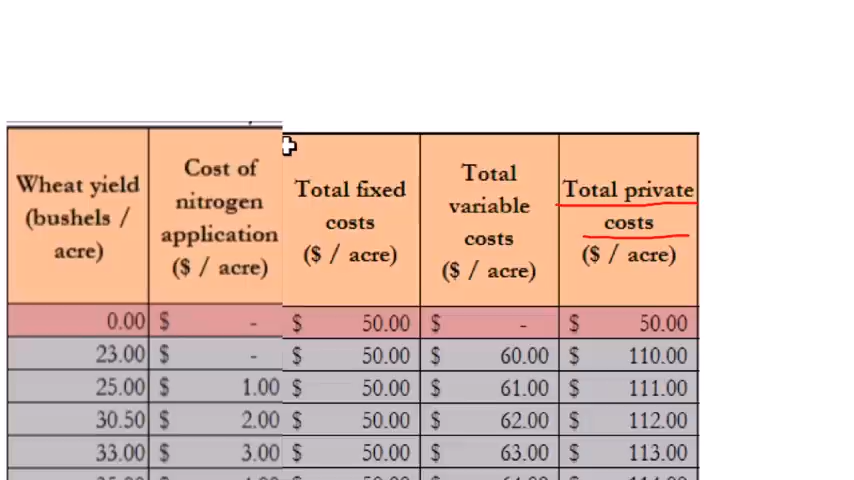 Wheat yield (bushels / acre) Cost of nitrogen application ($ / acre) Total fixed costs ($ / acre) Total variable costs ($ / acre) Total private costs ($ / acre)
0.00 $ - $ 50.00 $ - $ 50.00
23.00 $ - $ 50.00 $ 60.00 $ 110.00
25.00 $ 1.00 $ 50.00 $ 61.00 $ 111.00
30.50 $ 2.00 $ 50.00 $ 62.00 $ 112.00
33.00 $ 3.00 $ 50.00 $ 63.00 $ 113.00